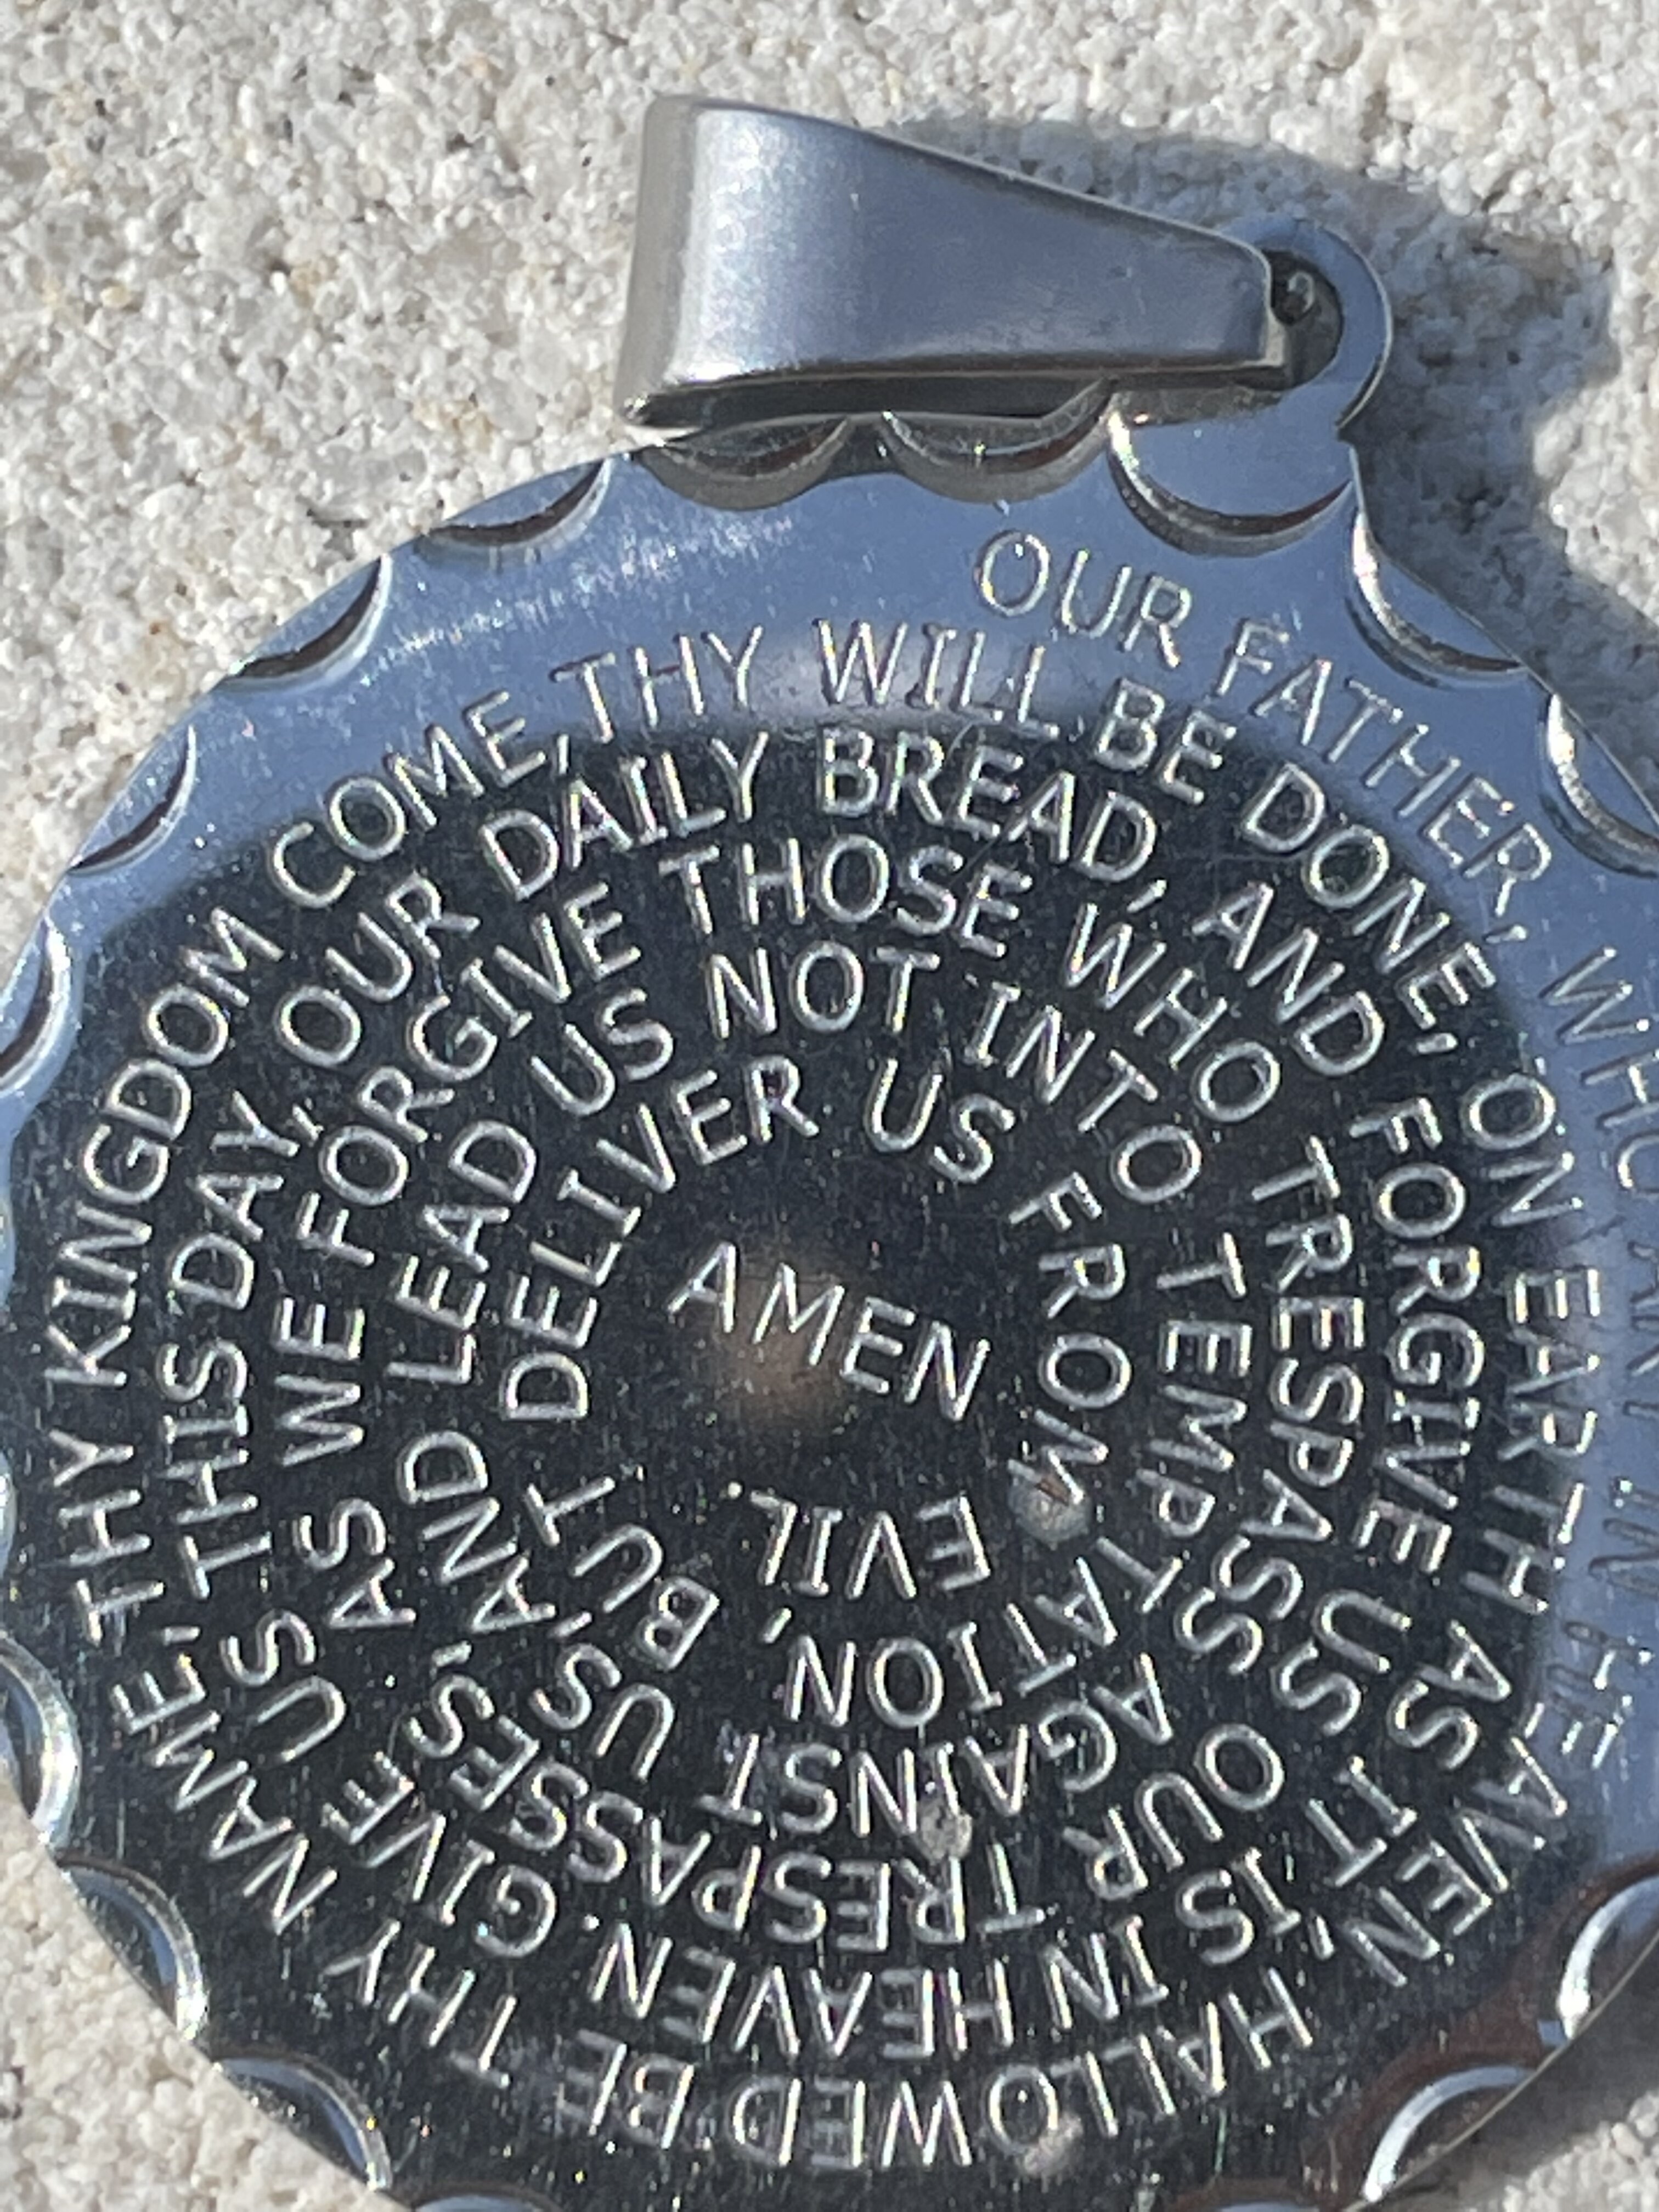 OUR FATHER, WHO ART IN HEAVEN, HALLOWED BE THY NAME, THY KINGDOM COME, THY WILL BE DONE, ON EARTH AS IT IS IN HEAVEN. GIVE US THIS DAY, OUR DAILY BREAD, AND FORGIVE US OUR TRESPASSES, AS WE FORGIVE THOSE WHO TRESPASS AGAINST US, AND LEAD US NOT INTO TEMPTATION, BUT DELIVER US FROM EVIL.
AMEN